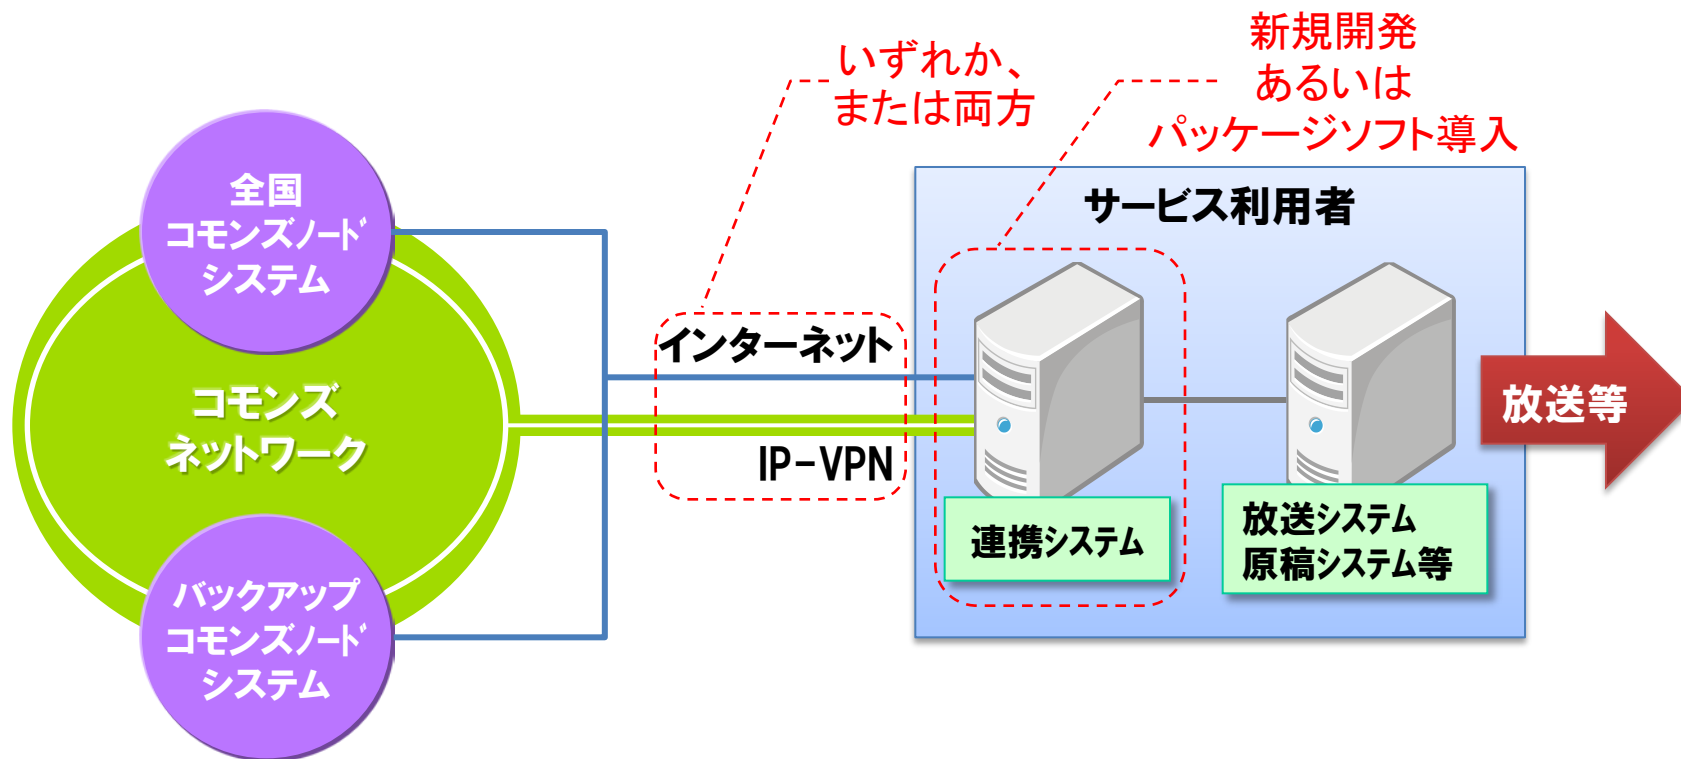 いずれか、
または両方
新規開発
あるいは
パッケージソフト導入
全国
コモンズノード
システム
サービス利用者
インターネット
コモンズ
ネットワーク
IP-VPN
放送等
連携システム
放送システム
原稿システム等
バックアップ
コモンズノード
システム